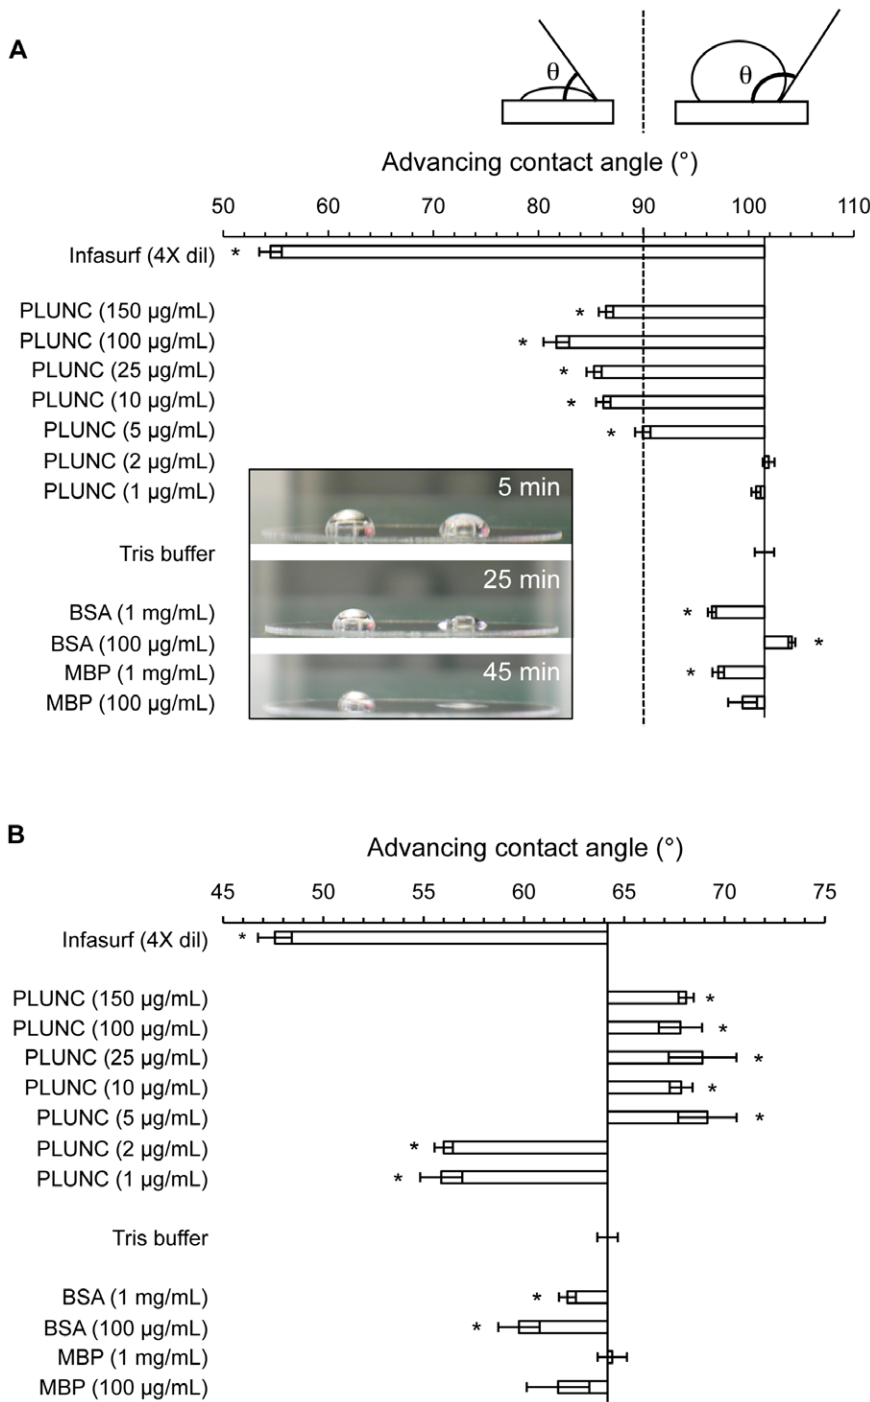 A
θ
θ
Advancing contact angle (°)
50 60 70 80 90 100 110
Infasurf (4X dil) *
PLUNC (150 µg/mL) *
PLUNC (100 µg/mL) *
PLUNC (25 µg/mL) *
PLUNC (10 µg/mL) *
PLUNC (5 µg/mL) *
PLUNC (2 µg/mL)
PLUNC (1 µg/mL)
5 min
25 min
45 min
Tris buffer
BSA (1 mg/mL) *
BSA (100 µg/mL) *
MBP (1 mg/mL) *
MBP (100 µg/mL)
B
Advancing contact angle (°)
45 50 55 60 65 70 75
Infasurf (4X dil) *
PLUNC (150 µg/mL) *
PLUNC (100 µg/mL) *
PLUNC (25 µg/mL) *
PLUNC (10 µg/mL) *
PLUNC (5 µg/mL) *
PLUNC (2 µg/mL) *
PLUNC (1 µg/mL) *
Tris buffer
BSA (1 mg/mL) *
BSA (100 µg/mL) *
MBP (1 mg/mL)
MBP (100 µg/mL)